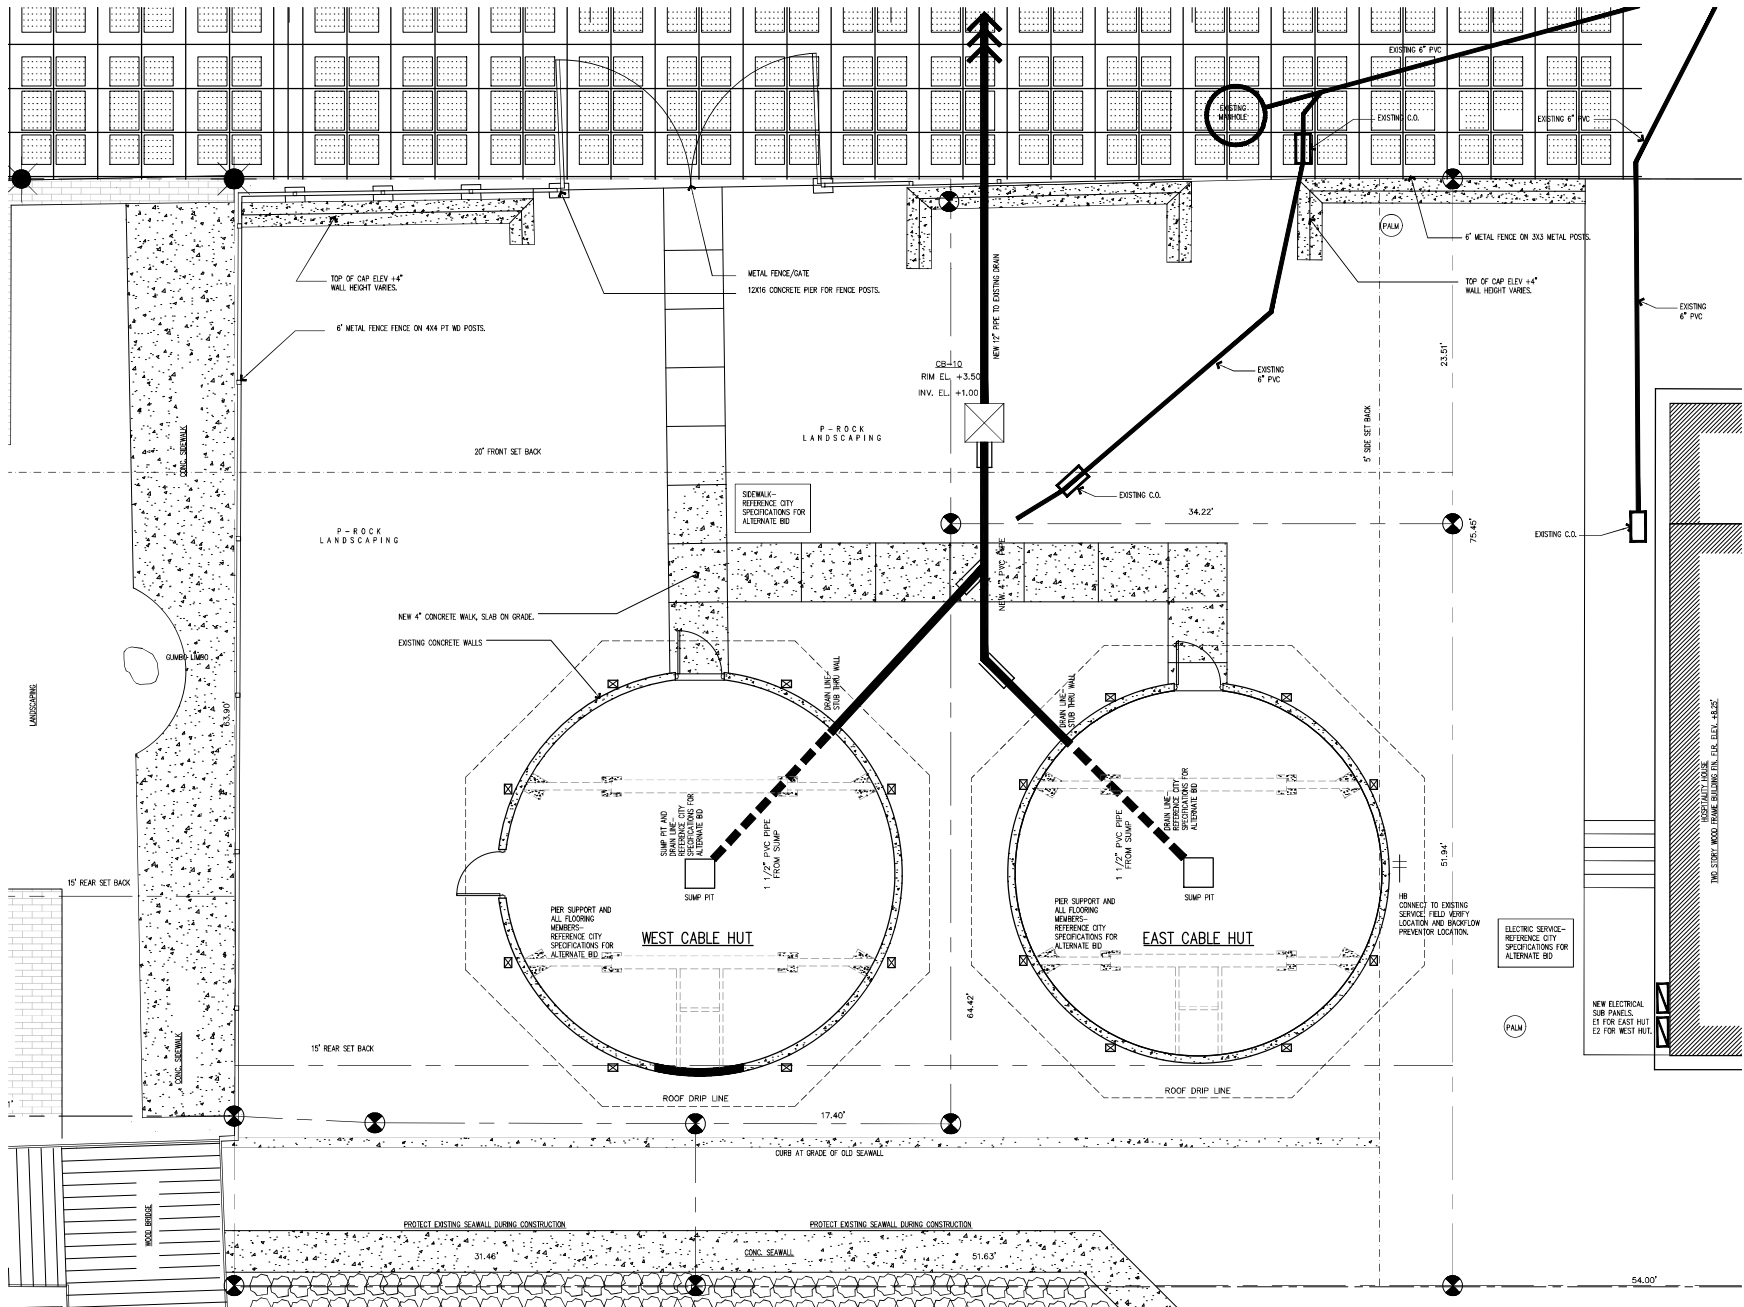 EXISTING 6" PVC
EXISTING
MANHOLE
EXISTING C.O.
EXISTING 6" PVC
PALM
6' METAL FENCE ON 3X3 METAL POSTS.
TOP OF CAP ELEV +4"
WALL HEIGHT VARIES.
METAL FENCE/GATE
12X16 CONCRETE PIER FOR FENCE POSTS.
TOP OF CAP ELEV +4"
WALL HEIGHT VARIES.
NEW 12" PIPE TO EXISTING DRAIN
EXISTING
6" PVC
6' METAL FENCE FENCE ON 4X4 PT WD POSTS.
23.51'
CB-10
RIM EL. +3.50
INV. EL. +1.00
EXISTING
6" PVC
P-ROCK
LANDSCAPING
5' SIDE SET BACK
CONC. SIDEWALK
20' FRONT SET BACK
SIDEWALK-
REFERENCE CITY
SPECIFICATIONS FOR
ALTERNATE BID
EXISTING C.O.
34.22'
75.45'
P-ROCK
LANDSCAPING
EXISTING C.O.
NEW 4" PVC PIPE
NEW 4" CONCRETE WALK, SLAB ON GRADE.
EXISTING CONCRETE WALLS
GUMBO-LIMBO
LANDSCAPING
63.90'
DRAIN LINE-
STUB THRU WALL
DRAIN LINE-
STUB THRU WALL
HOSPITALITY HOUSE
TWO STORY WOOD FRAME BUILDING FIN. FLR. ELEV. +8.25'
SUMP PIT AND
DRAIN LINE-
REFERENCE CITY
SPECIFICATIONS FOR
ALTERNATE BID
1 1/2" PVC PIPE
FROM SUMP
DRAIN LINE-
REFERENCE CITY
SPECIFICATIONS FOR
ALTERNATE BID
1 1/2" PVC PIPE
FROM SUMP
51.94'
15' REAR SET BACK
SUMP PIT
SUMP PIT
PIER SUPPORT AND
ALL FLOORING
MEMBERS-
REFERENCE CITY
SPECIFICATIONS FOR
ALTERNATE BID
WEST CABLE HUT
PIER SUPPORT AND
ALL FLOORING
MEMBERS-
REFERENCE CITY
SPECIFICATIONS FOR
ALTERNATE BID
EAST CABLE HUT
HB
CONNECT TO EXISTING
SERVICE, FIELD VERIFY
LOCATION AND BACKFLOW
PREVENTOR LOCATION.
ELECTRIC SERVICE-
REFERENCE CITY
SPECIFICATIONS FOR
ALTERNATE BID
64.42'
NEW ELECTRICAL
SUB PANELS.
E1 FOR EAST HUT
E2 FOR WEST HUT.
PALM
CONC. SIDEWALK
15' REAR SET BACK
ROOF DRIP LINE
ROOF DRIP LINE
17.40'
CURB AT GRADE OF OLD SEAWALL
WOOD BRIDGE
PROTECT EXISTING SEAWALL DURING CONSTRUCTION
PROTECT EXISTING SEAWALL DURING CONSTRUCTION
31.46'
CONC. SEAWALL
51.63'
54.00'